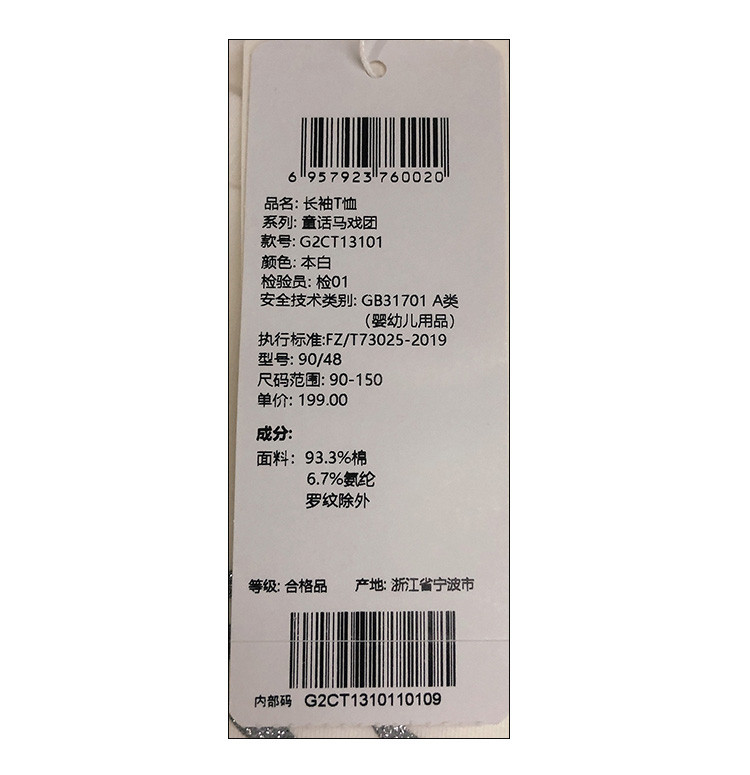 6 957923 760020
品名: 长袖T恤
系列: 童话马戏团
款号: G2CT13101
颜色: 本白
检验员: 检01
安全技术类别: GB31701 A类
（婴幼儿用品）
执行标准:FZ/T73025-2019
型号: 90/48
尺码范围: 90-150
单价: 199.00
成分:
面料: 93.3%棉
6.7%氨纶
罗纹除外
等级: 合格品 产地: 浙江省宁波市
内部码 G2CT1310110109